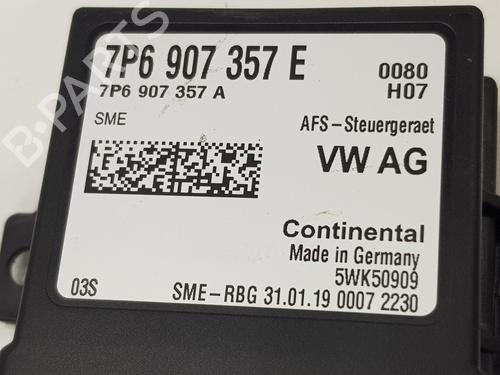 7P6 907 357 E
0080
7P6 907 357 A
H07
SME
AFS-Steuergeraet
VW AG
Continental
Made in Germany
5WK50909
03S
SME-RBG 31.01.19 0007 2230
B-PARTS